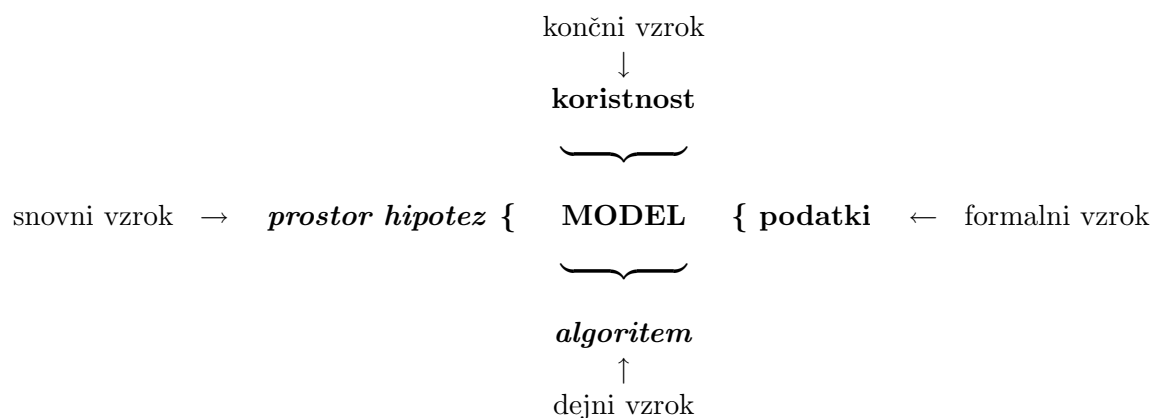 končni vzrok
↓
koristnost
snovni vzrok → prostor hipotez { MODEL { podatki ← formalni vzrok
algoritem
↑
dejni vzrok